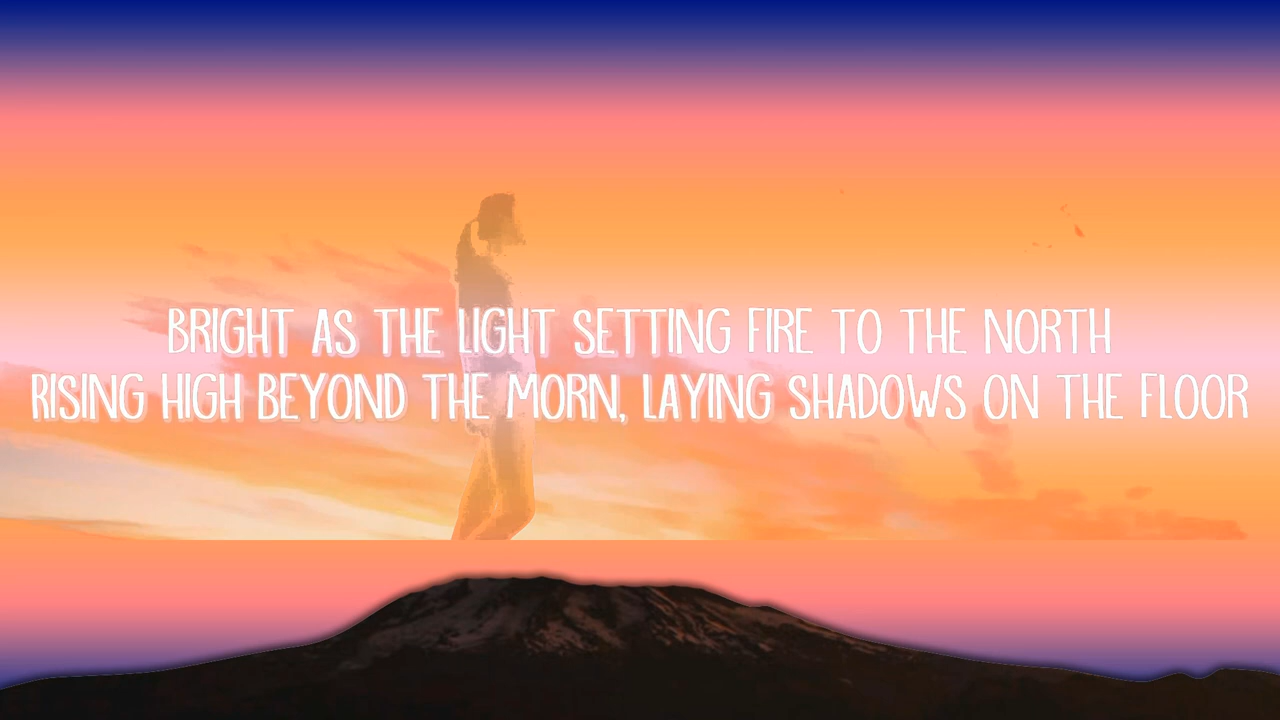 BRIGHT AS THE LIGHT SETTING FIRE TO THE NORTH
RISING HIGH BEYOND THE MORN, LAYING SHADOWS ON THE FLOOR